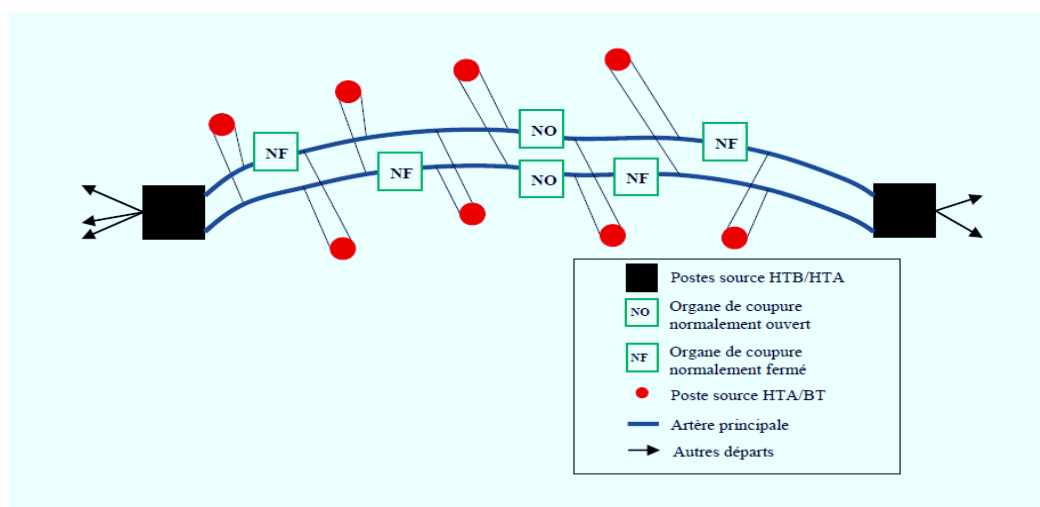 NO
NF
NF
NF
NO
NF
Postes source HTB/HTA
NO
Organe de coupure
normalement ouvert
NF
Organe de coupure
normalement fermé
Poste source HTA/BT
Artère principale
Autres départs